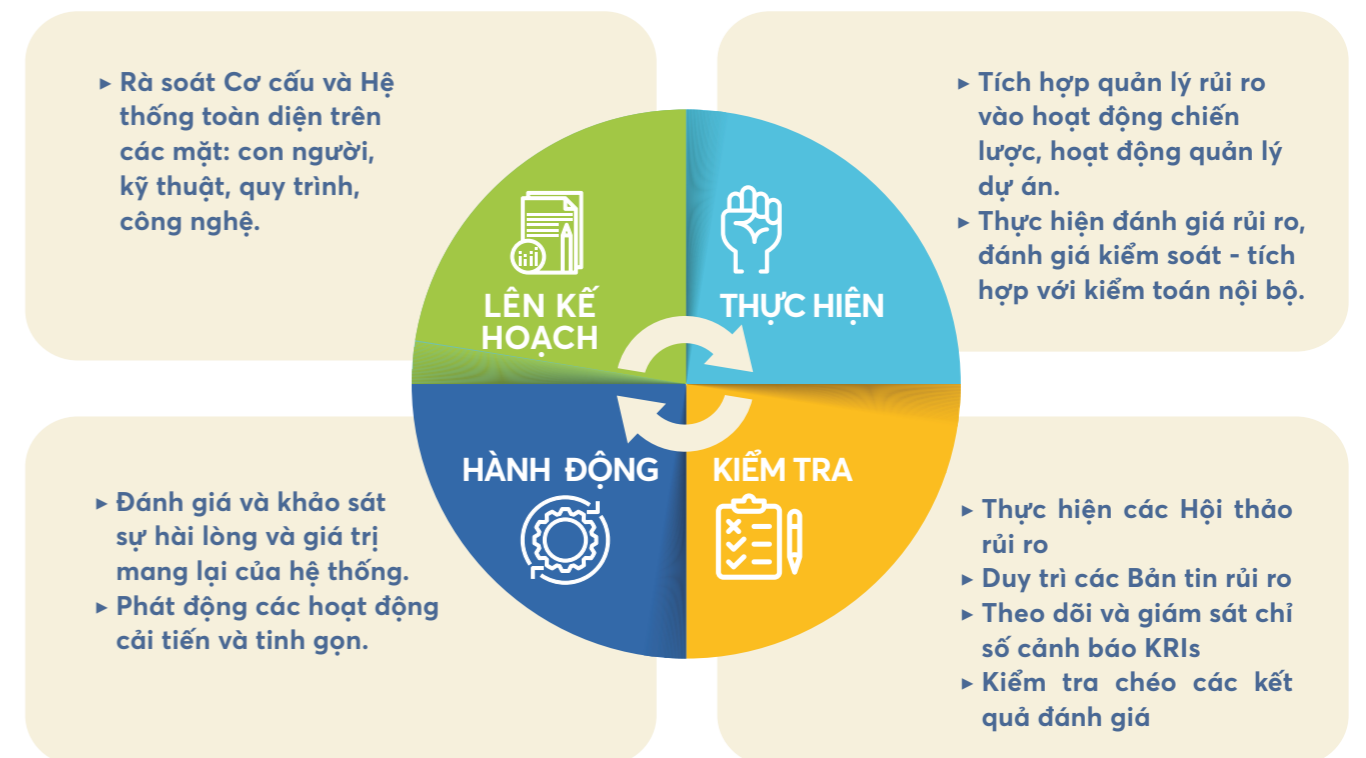 ▸ Rà soát Cơ cấu và Hệ
thống toàn diện trên
các mặt: con người,
kỹ thuật, quy trình,
công nghệ.
▸ Tích hợp quản lý rủi ro
vào hoạt động chiến
lược, hoạt động quản lý
dự án.
▸ Thực hiện đánh giá rủi ro,
đánh giá kiểm soát - tích
hợp với kiểm toán nội bộ.
LÊN KẾ
HOẠCH
THỰC HIỆN
HÀNH ĐỘNG
KIỂM TRA
▸ Đánh giá và khảo sát
sự hài lòng và giá trị
mang lại của hệ thống.
▸ Phát động các hoạt động
cải tiến và tinh gọn.
▸ Thực hiện các Hội thảo
rủi ro
▸ Duy trì các Bản tin rủi ro
▸ Theo dõi và giám sát chỉ
số cảnh báo KRIs
▸ Kiểm tra chéo các kết
quả đánh giá